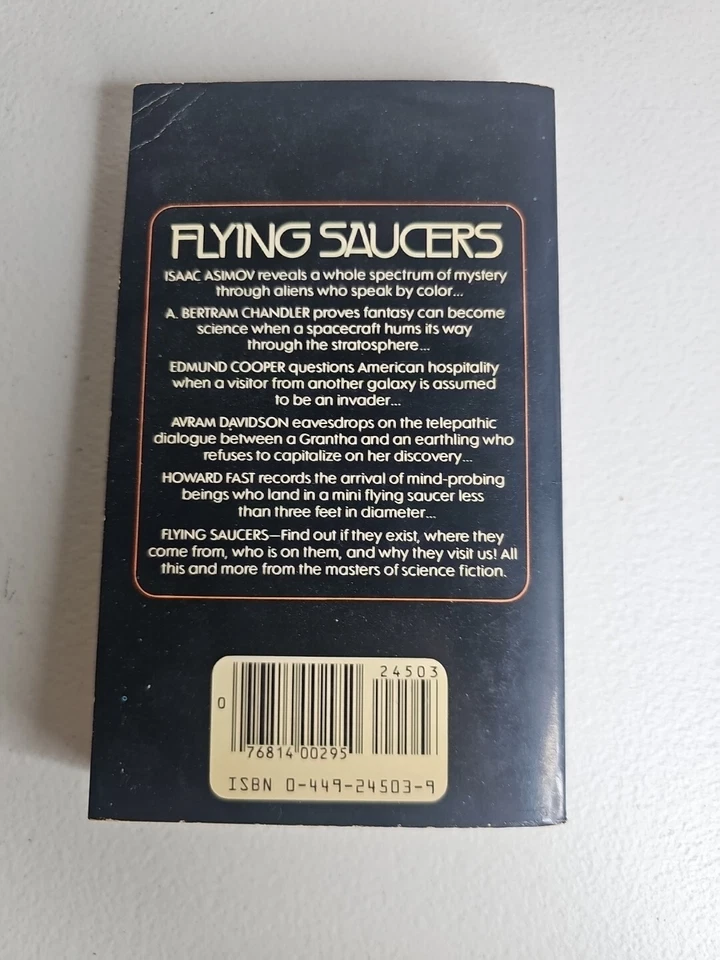 FLYING SAUCERS
ISAAC ASIMOV reveals a whole spectrum of mystery
through aliens who speak by color...
A. BERTRAM CHANDLER proves fantasy can become
science when a spacecraft hums its way
through the stratosphere...
EDMUND COOPER questions American hospitality
when a visitor from another galaxy is assumed
to be an invader...
AVRAM DAVIDSON eavesdrops on the telepathic
dialogue between a Grantha and an earthling who
refuses to capitalize on her discovery...
HOWARD FAST records the arrival of mind-probing
beings who land in a mini flying saucer less
than three feet in diameter...
FLYING SAUCERS—Find out if they exist, where they
come from, who is on them, and why they visit us! All
this and more from the masters of science fiction.
24503
0
76814 00295
ISBN 0-449-24503-9